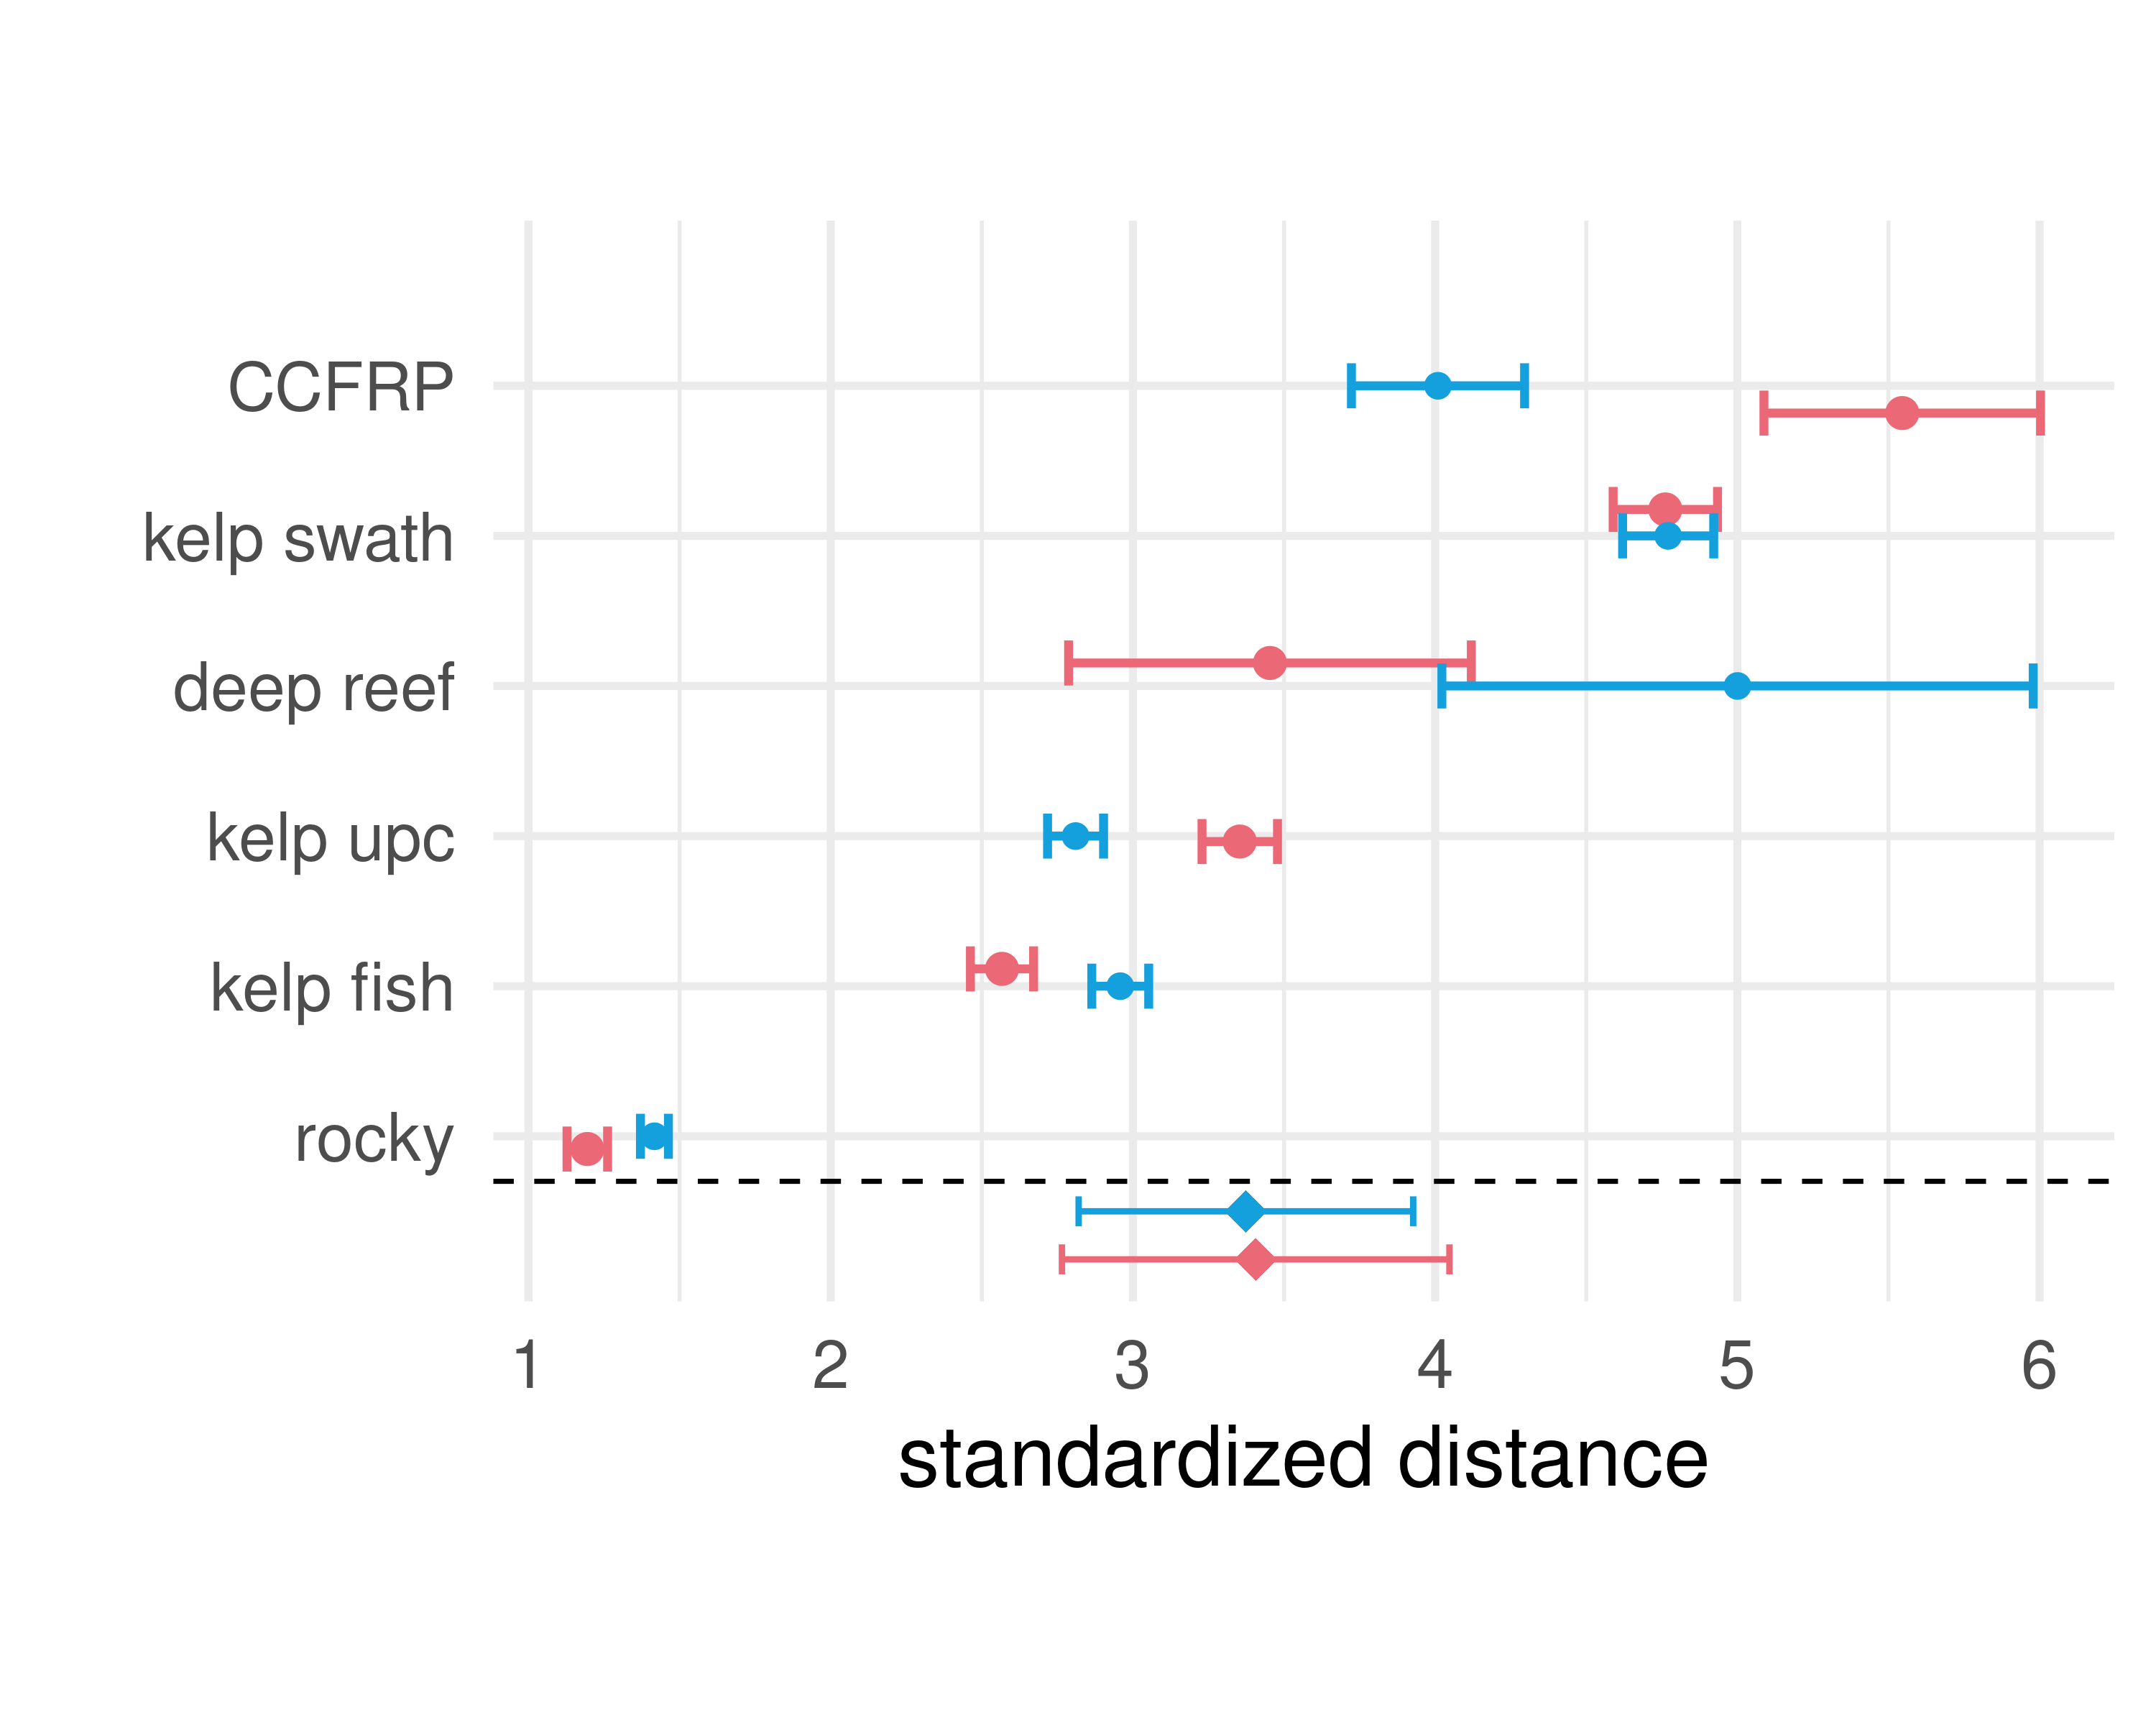 CCFRP
kelp swath
deep reef
kelp upc
kelp fish
rocky
1 2 3 4 5 6
standardized distance